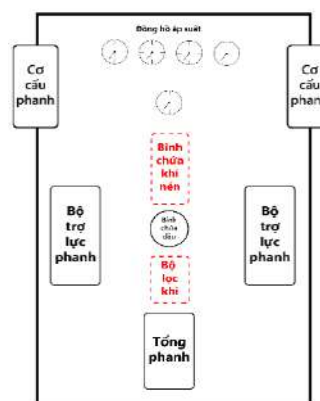 Đồng hồ áp suất
Cơ
cấu
phanh
Cơ
cấu
phanh
Bình
chứa
khí
nén
Bộ
trợ
lực
phanh
Bình
chứa
dầu
Bộ
trợ
lực
phanh
Bộ
lọc
khí
Tổng
phanh